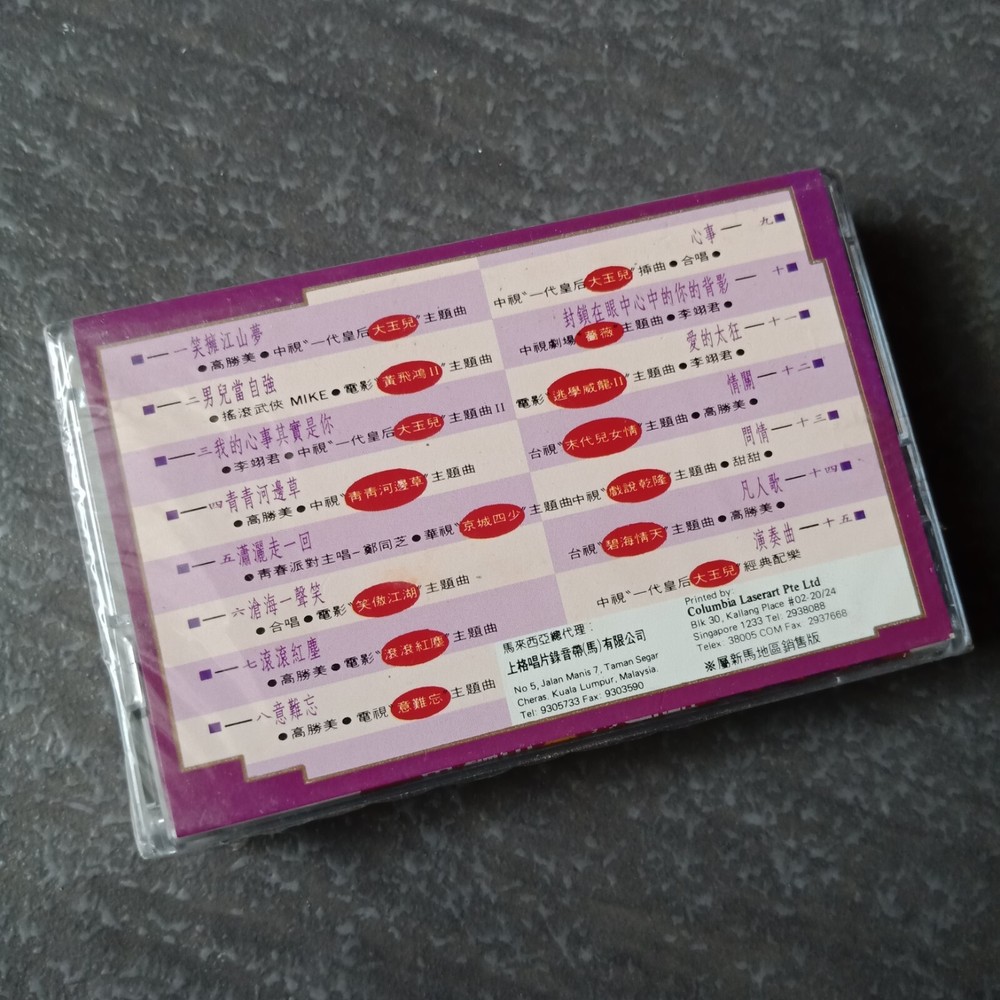 一笑擁江山夢
●高勝美●中視“一代皇后大玉兒”主題曲
二男兒當自強
●搖滾武俠 MIKE●電影“黃飛鴻II”主題曲
三我的心事其實是你
●李翊君●中視“一代皇后大玉兒”主題曲II
四青青河邊草
●高勝美●中視“青青河邊草”主題曲
五瀟灑走一回
●青春派對主唱-鄭同芝●華視“京城四少”主題曲
六滄海一聲笑
●合唱●電影“笑傲江湖”主題曲
七滾滾紅塵
●高勝美●電影“滾滾紅塵”主題曲
八意難忘
●高勝美●電視“意難忘”主題曲
心事一九
中視“一代皇后大玉兒”插曲●合唱●
封鎖在眼中心中的你的背影一十
中視劇場“薔薇”主題曲●李翊君●
愛的太狂一十一
電影“逃學威龍·II”主題曲●李翊君●
情關一十二
台視“末代兒女情”主題曲●高勝美●
問情一十三
中視“戲說乾隆”主題曲●甜甜●
凡人歌一十四
台視“碧海情天”主題曲●高勝美●
演奏曲一十五
中視“一代皇后大玉兒”經典配樂
馬來西亞總代理:
上格唱片錄音帶(馬)有限公司
No 5, Jalan Manis 7, Taman Segar
Cheras. Kuala Lumpur, Malaysia.
Tel: 9305733 Fax: 9303590
Printed by:
Columbia Laserart Pte Ltd
Blk 30, Kallang Place #02-20/24
Singapore 1233 Tel: 2938088
Telex: 38005 COM Fax: 2937668
※屬新馬地區銷售版